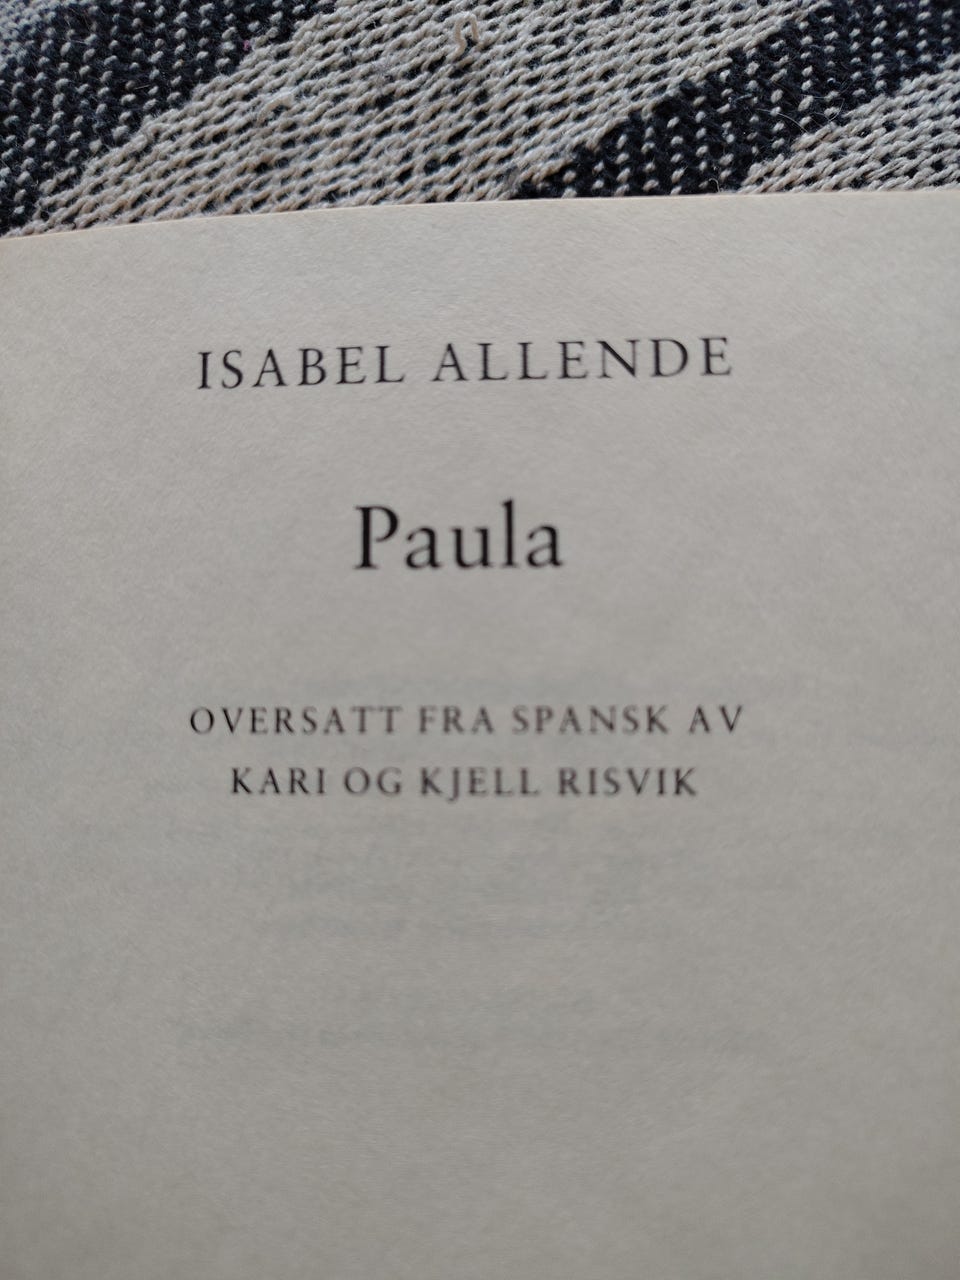 ISABEL ALLENDE
Paula
OVERSATT FRA SPANSK AV
KARI OG KJELL RISVIK